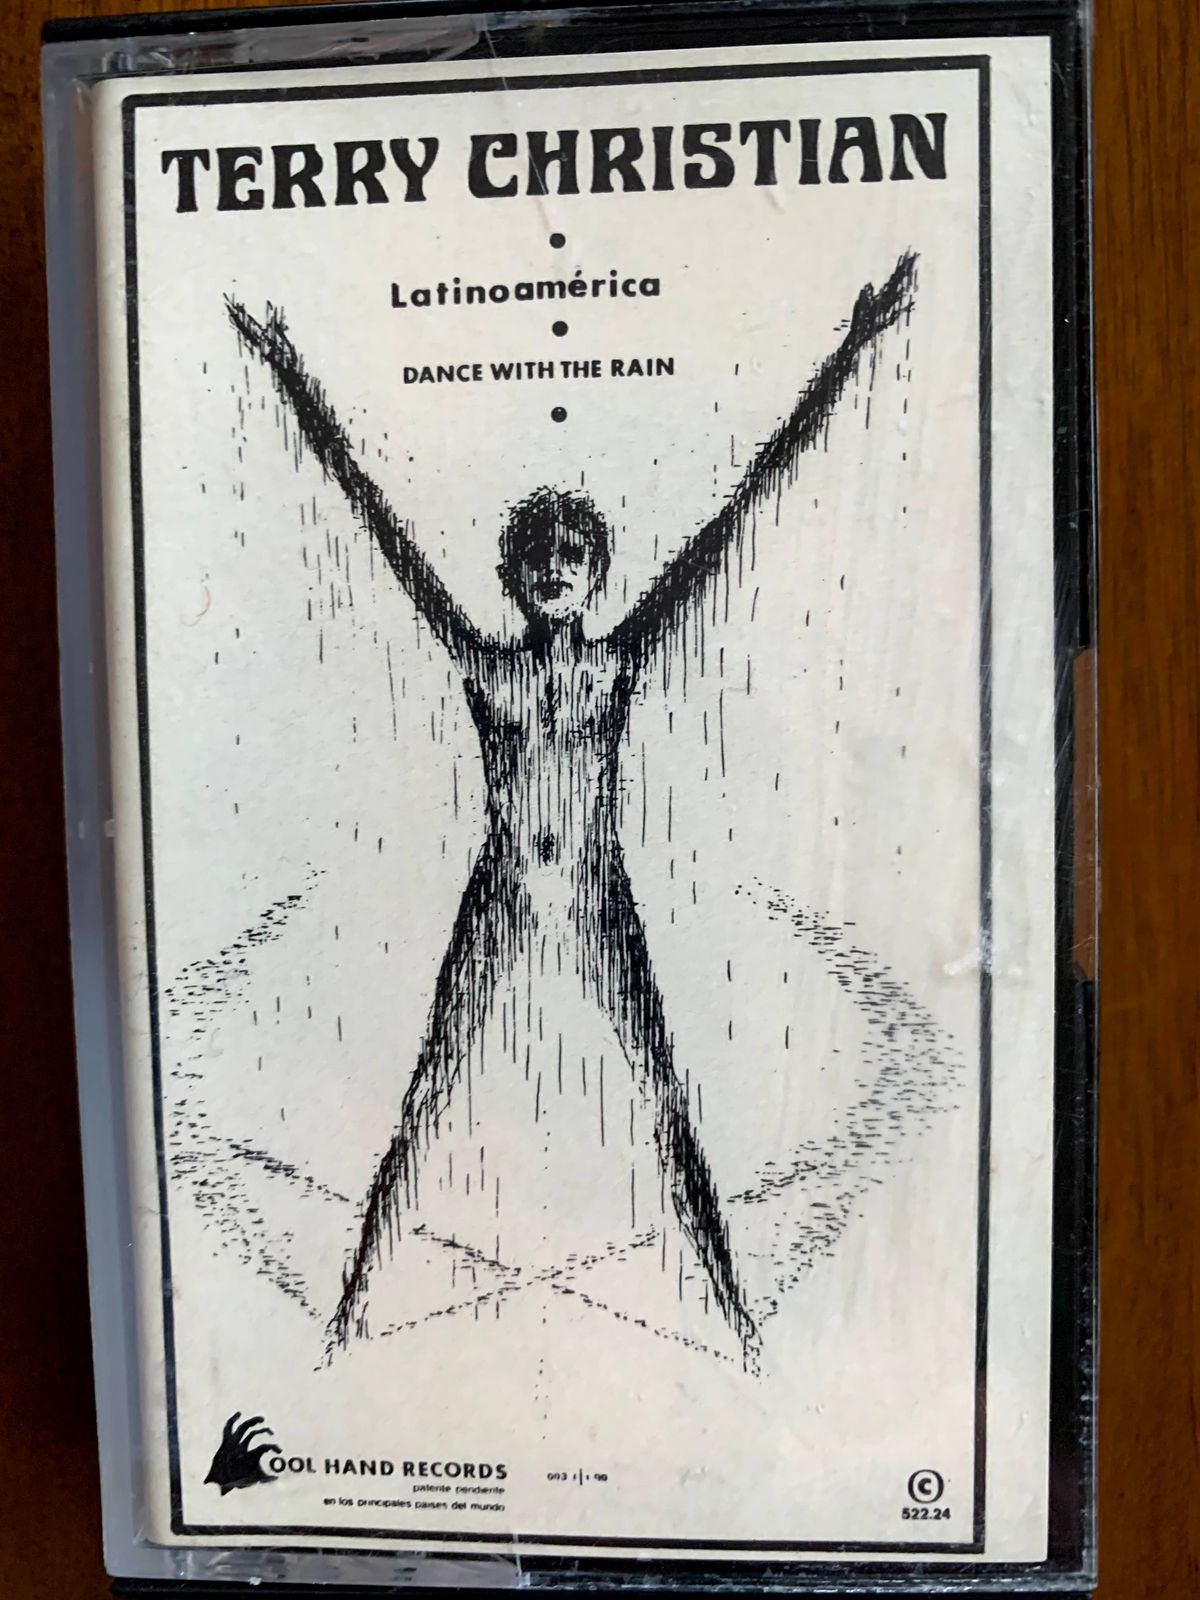 TERRY CHRISTIAN
Latinoamérica
DANCE WITH THE RAIN
COOL HAND RECORDS
patente pendiente
en los principales paises del mundo
©
522.24